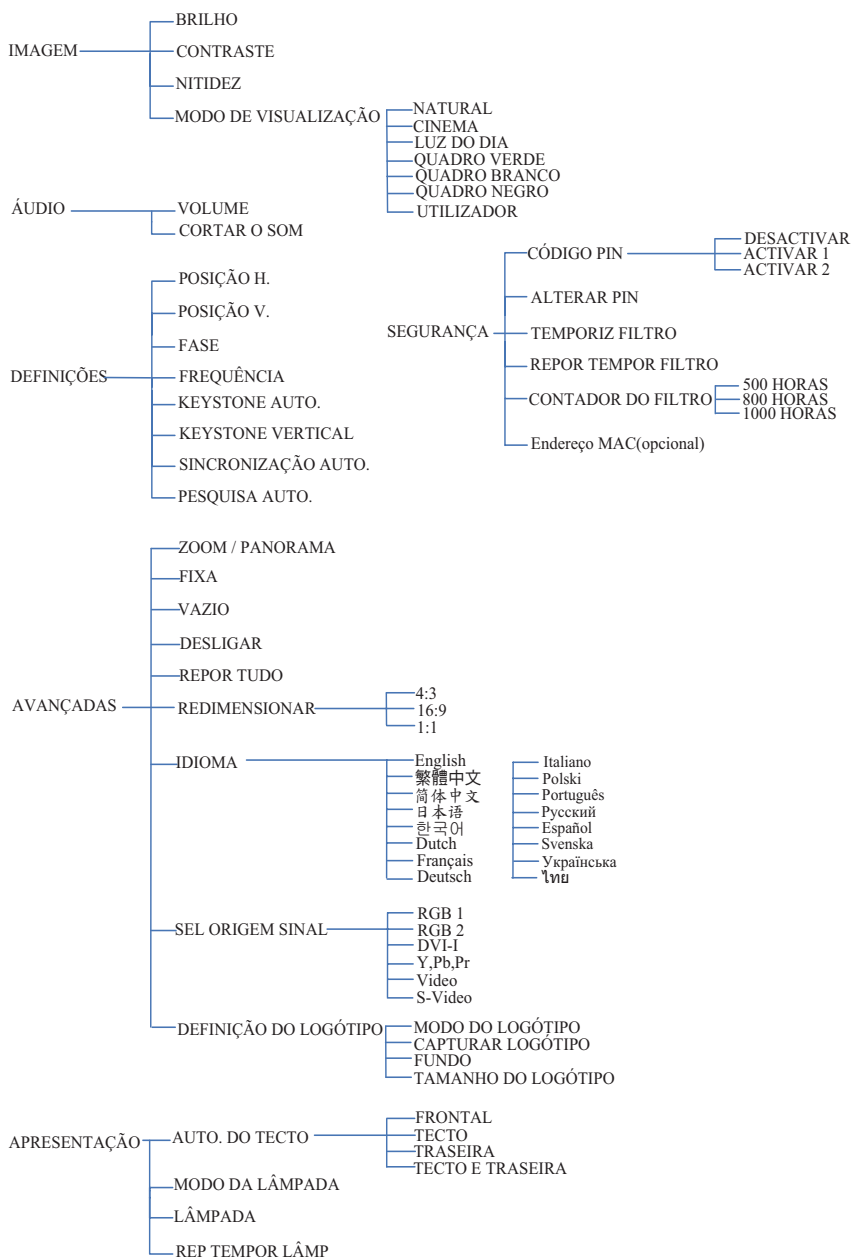 IMAGEM
BRILHO
CONTRASTE
NITIDEZ
MODO DE VISUALIZAÇÃO
NATURAL
CINEMA
LUZ DO DIA
QUADRO VERDE
QUADRO BRANCO
QUADRO NEGRO
UTILIZADOR
ÁUDIO
VOLUME
CORTAR O SOM
DEFINIÇÕES
POSIÇÃO H.
POSIÇÃO V.
FASE
FREQUÊNCIA
KEYSTONE AUTO.
KEYSTONE VERTICAL
SINCRONIZAÇÃO AUTO.
PESQUISA AUTO.
SEGURANÇA
CÓDIGO PIN
DESACTIVAR
ACTIVAR 1
ACTIVAR 2
ALTERAR PIN
TEMPORIZ FILTRO
REPOR TEMPOR FILTRO
CONTADOR DO FILTRO
500 HORAS
800 HORAS
1000 HORAS
Endereço MAC(opcional)
AVANÇADAS
ZOOM / PANORAMA
FIXA
VAZIO
DESLIGAR
REPOR TUDO
REDIMENSIONAR
4:3
16:9
1:1
IDIOMA
English
繁體中文
简体中文
日本语
한국어
Dutch
Français
Deutsch
Italiano
Polski
Português
Русский
Español
Svenska
Українська
ไทย
SEL ORIGEM SINAL
RGB 1
RGB 2
DVI-I
Y,Pb,Pr
Video
S-Video
DEFINIÇÃO DO LOGÓTIPO
MODO DO LOGÓTIPO
CAPTURAR LOGÓTIPO
FUNDO
TAMANHO DO LOGÓTIPO
APRESENTAÇÃO
AUTO. DO TECTO
FRONTAL
TECTO
TRASEIRA
TECTO E TRASEIRA
MODO DA LÂMPADA
LÂMPADA
REP TEMPOR LÂMP